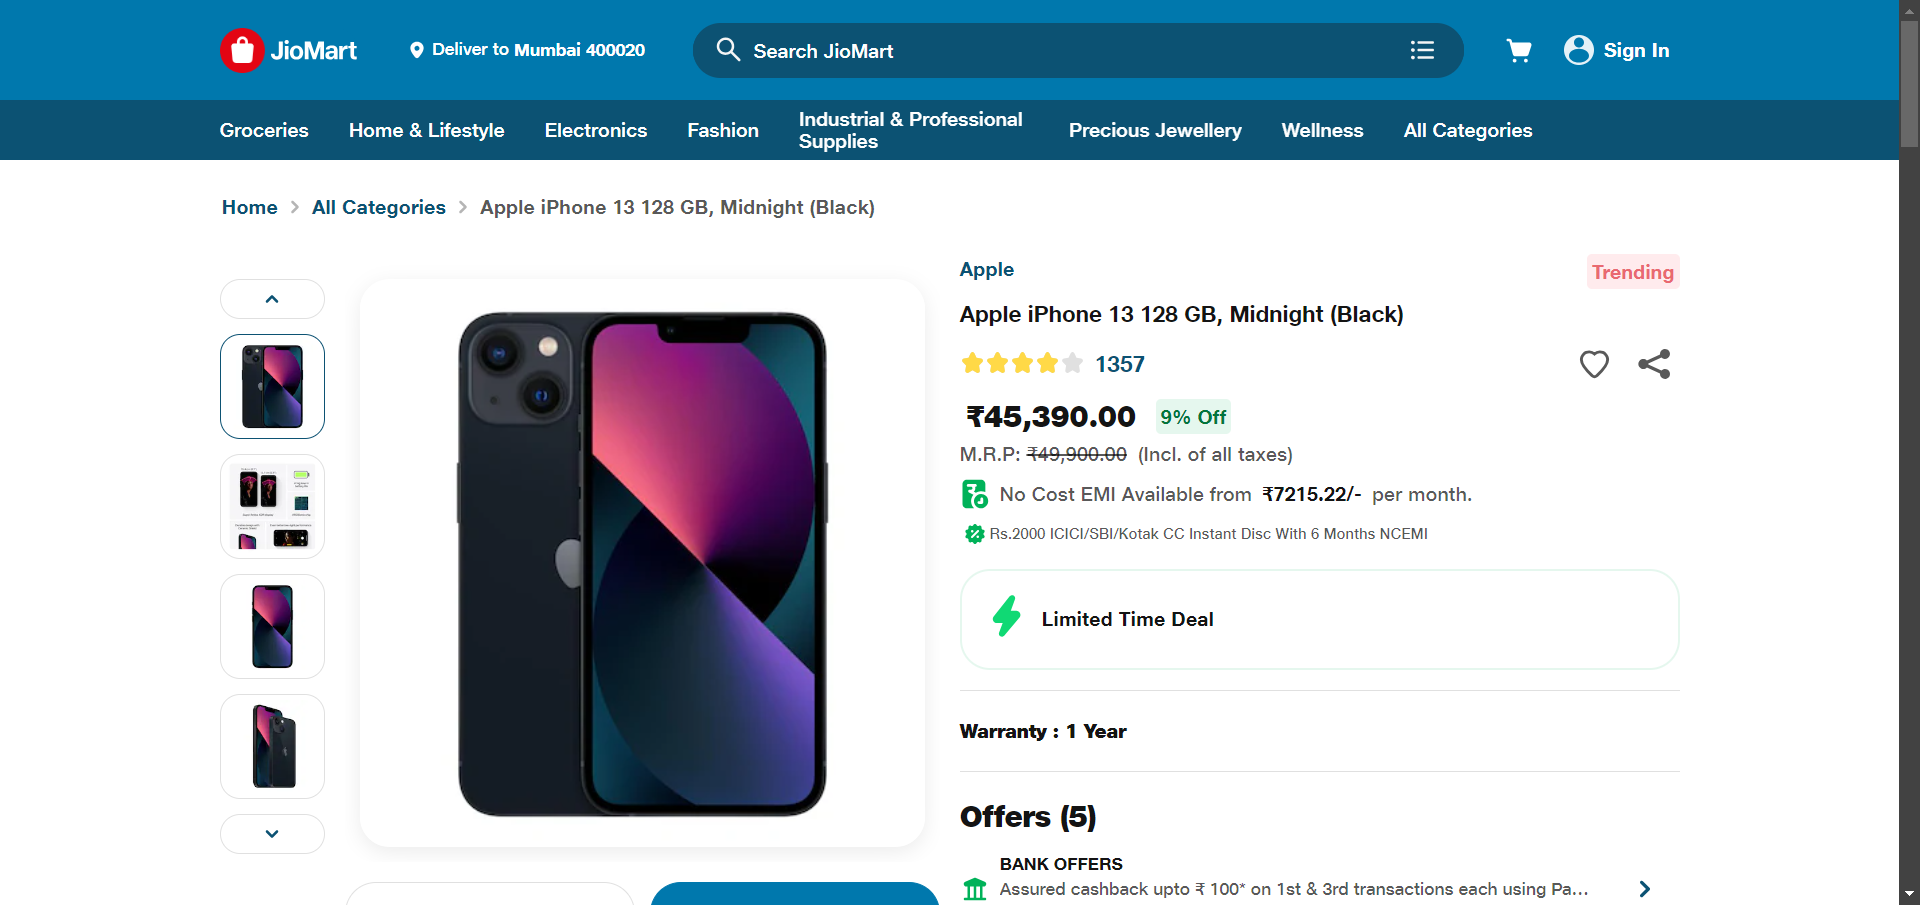 JioMart
Deliver to Mumbai 400020
Search JioMart
Sign In
Groceries
Home & Lifestyle
Electronics
Fashion
Industrial & Professional
Supplies
Precious Jewellery
Wellness
All Categories
Home > All Categories > Apple iPhone 13 128 GB, Midnight (Black)
Apple
Trending
Apple iPhone 13 128 GB, Midnight (Black)
1357
₹45,390.00 9% Off
M.R.P: ₹49,900.00 (Incl. of all taxes)
No Cost EMI Available from ₹7215.22/- per month.
Rs.2000 ICICI/SBI/Kotak CC Instant Disc With 6 Months NCEMI
Limited Time Deal
Warranty : 1 Year
Offers (5)
BANK OFFERS
Assured cashback upto ₹ 100* on 1st & 3rd transactions each using Pa...